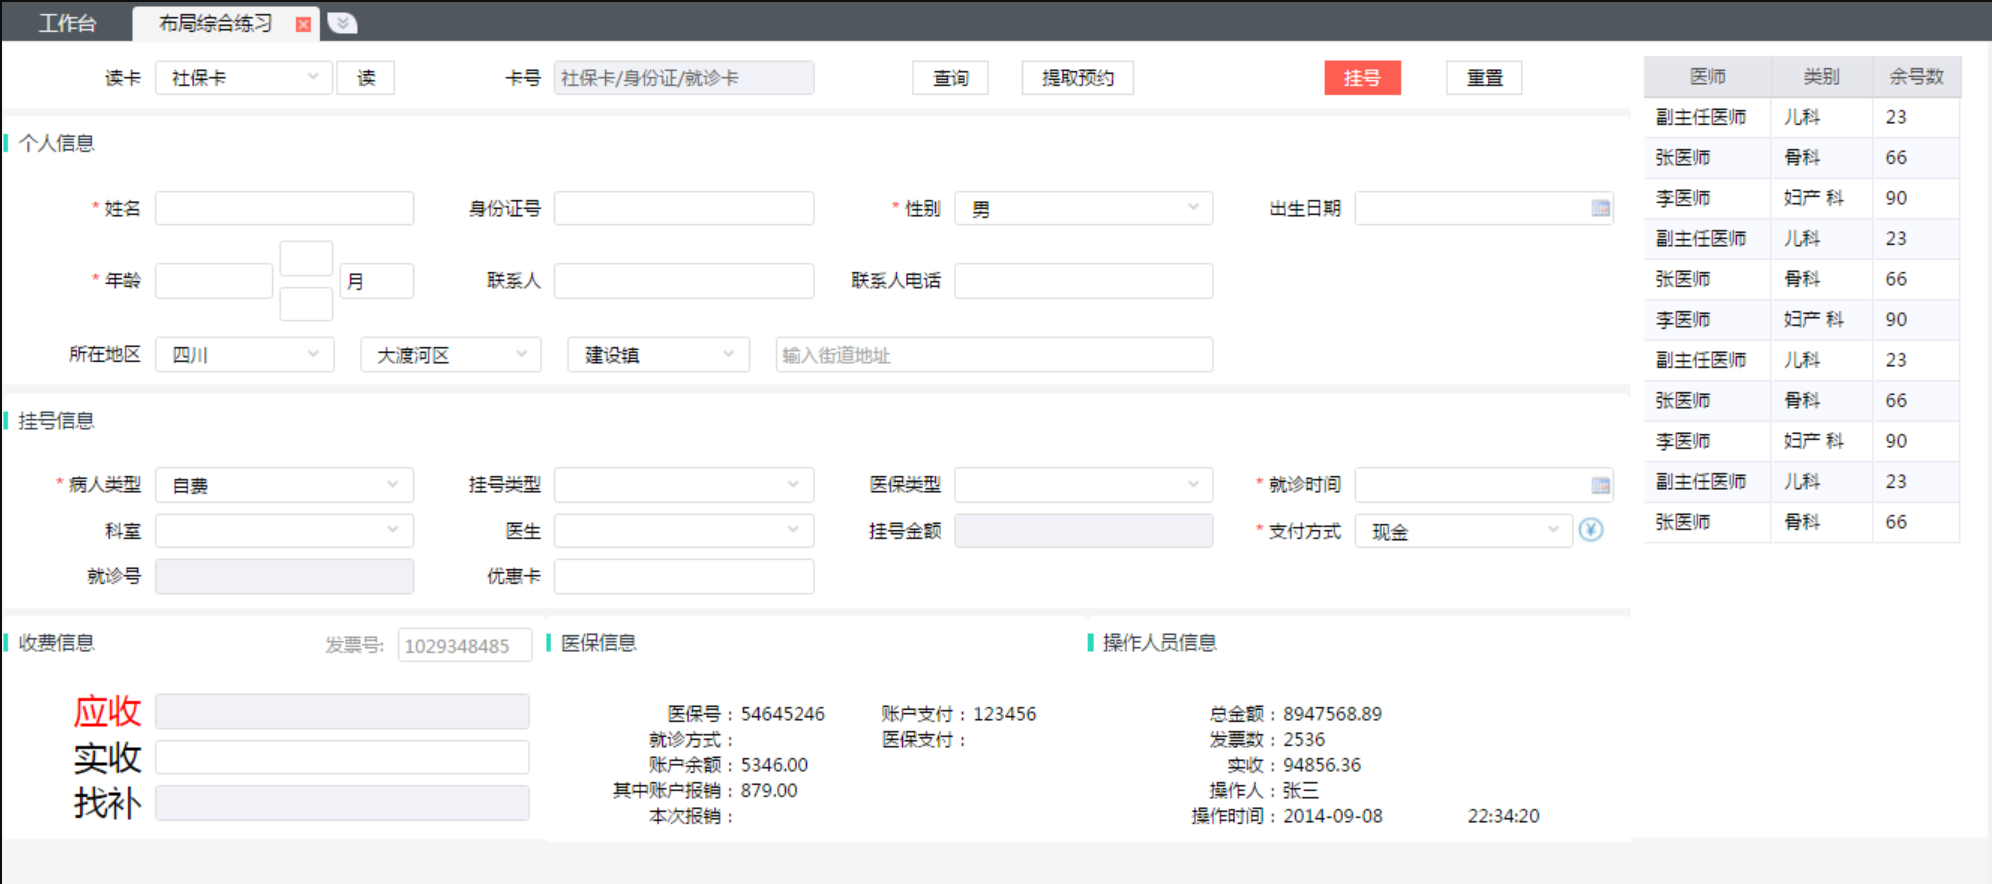 工作台 布局综合练习
读卡 社保卡 读 卡号 社保卡/身份证/就诊卡 查询 提取预约 挂号 重置
个人信息
* 姓名 身份证号 * 性别 男 出生日期
* 年龄 月 联系人 联系人电话
所在地区 四川 大渡河区 建设镇 输入街道地址
挂号信息
* 病人类型 自费 挂号类型 医保类型 * 就诊时间
科室 医生 挂号金额 * 支付方式 现金 ¥
就诊号 优惠卡
收费信息 发票号: 1029348485
应收
实收
找补
医保信息
医保号： 54645246 账户支付： 123456
就诊方式： 医保支付：
账户余额： 5346.00
其中账户报销： 879.00
本次报销：
操作人员信息
总金额： 8947568.89
发票数： 2536
实收： 94856.36
操作人： 张三
操作时间： 2014-09-08 22:34:20
医师 类别 余号数
副主任医师 儿科 23
张医师 骨科 66
李医师 妇产 科 90
副主任医师 儿科 23
张医师 骨科 66
李医师 妇产 科 90
副主任医师 儿科 23
张医师 骨科 66
李医师 妇产 科 90
副主任医师 儿科 23
张医师 骨科 66